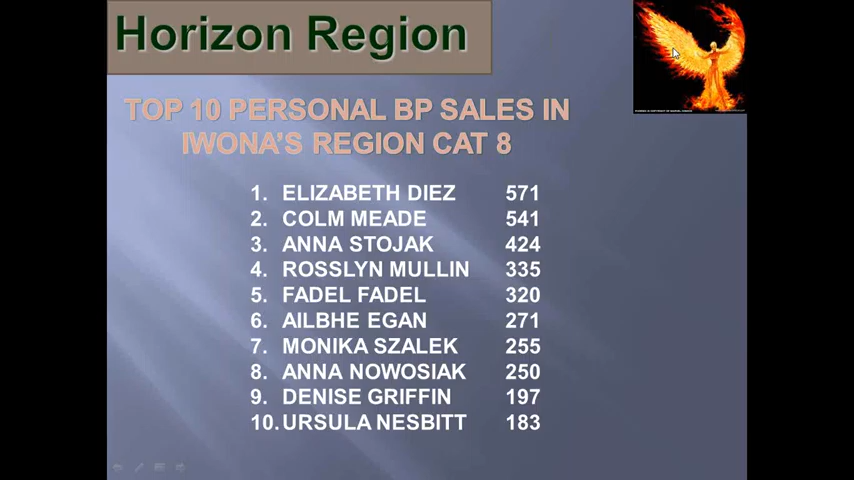 Horizon Region
TOP 10 PERSONAL BP SALES IN
IWONA'S REGION CAT 8
1. ELIZABETH DIEZ 571
2. COLM MEADE 541
3. ANNA STOJAK 424
4. ROSSLYN MULLIN 335
5. FADEL FADEL 320
6. AILBHE EGAN 271
7. MONIKA SZALEK 255
8. ANNA NOWOSIAK 250
9. DENISE GRIFFIN 197
10. URSULA NESBITT 183